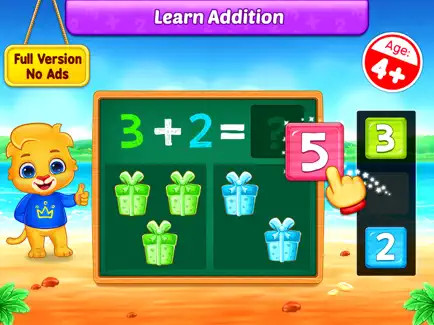 Learn Addition
Full Version
No Ads
Age:
4+
3+2=?
5
3
2